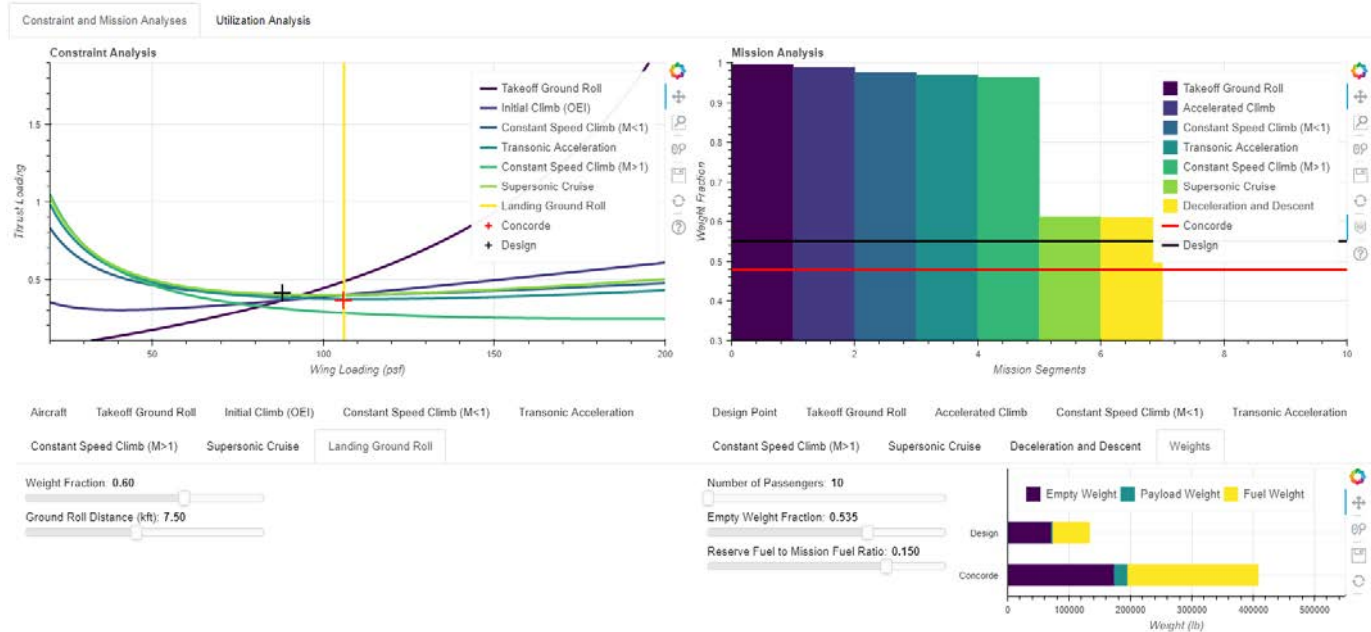 Constraint and Mission Analyses
Utilization Analysis
Constraint Analysis
Takeoff Ground Roll
Initial Climb (OEI)
Constant Speed Climb (M<1)
Transonic Acceleration
Constant Speed Climb (M>1)
Supersonic Cruise
Landing Ground Roll
Concorde
Design
Thrust Loading
1.5
1
0.5
50
100
150
200
Wing Loading (psf)
Mission Analysis
Takeoff Ground Roll
Accelerated Climb
Constant Speed Climb (M<1)
Transonic Acceleration
Constant Speed Climb (M>1)
Supersonic Cruise
Deceleration and Descent
Concorde
Design
Weight Fraction
1
0.9
0.8
0.7
0.6
0.5
0.4
0.3
0
2
4
6
8
10
Mission Segments
Aircraft
Takeoff Ground Roll
Initial Climb (OEI)
Constant Speed Climb (M<1)
Transonic Acceleration
Constant Speed Climb (M>1)
Supersonic Cruise
Landing Ground Roll
Weight Fraction: 0.60
Ground Roll Distance (kft): 7.50
Design Point
Takeoff Ground Roll
Accelerated Climb
Constant Speed Climb (M<1)
Transonic Acceleration
Constant Speed Climb (M>1)
Supersonic Cruise
Deceleration and Descent
Weights
Number of Passengers: 10
Empty Weight Fraction: 0.535
Reserve Fuel to Mission Fuel Ratio: 0.150
Empty Weight
Payload Weight
Fuel Weight
Design
Concorde
0
100000
200000
300000
400000
500000
Weight (lb)